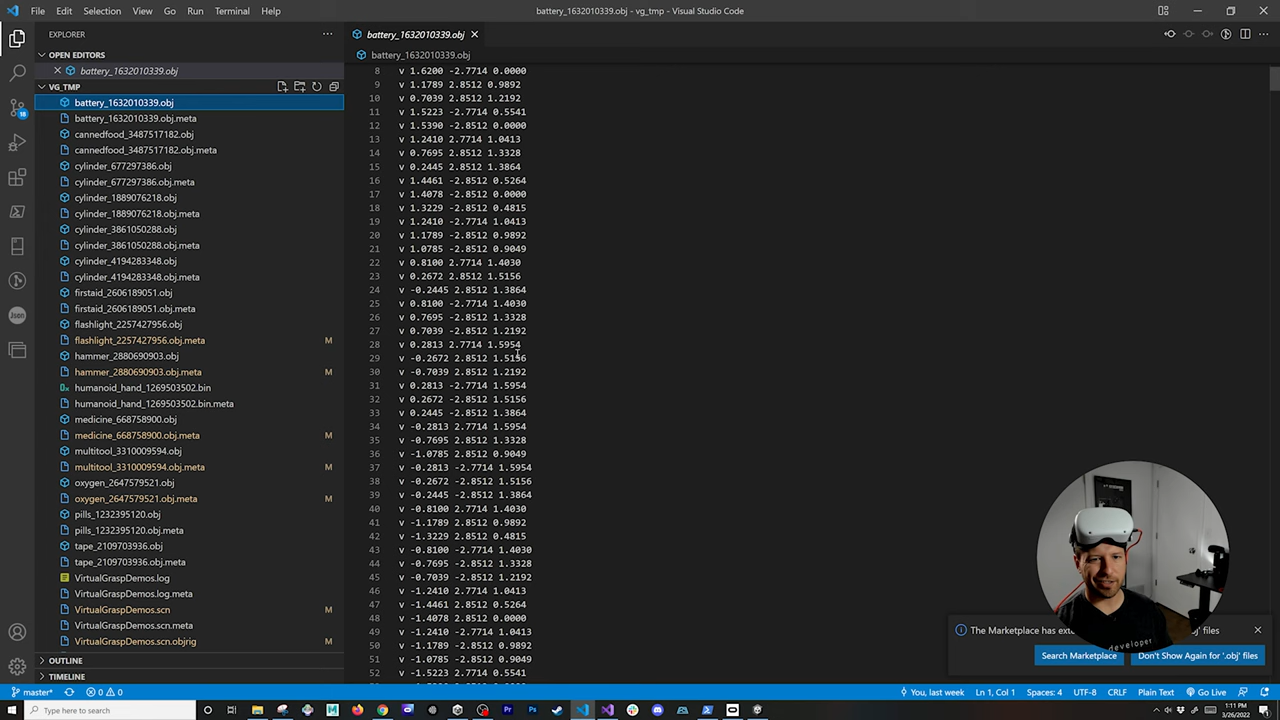 File Edit Selection View Go Run Terminal Help
battery_1632010339.obj - vg_tmp - Visual Studio Code
EXPLORER
OPEN EDITORS
battery_1632010339.obj
VG_TMP
battery_1632010339.obj
battery_1632010339.obj.meta
cannedfood_3487517182.obj
cannedfood_3487517182.obj.meta
cylinder_677297386.obj
cylinder_677297386.obj.meta
cylinder_1889076218.obj
cylinder_1889076218.obj.meta
cylinder_3861050288.obj
cylinder_3861050288.obj.meta
cylinder_4194283348.obj
cylinder_4194283348.obj.meta
firstaid_2606189051.obj
firstaid_2606189051.obj.meta
flashlight_2257427956.obj
flashlight_2257427956.obj.meta M
hammer_2880690903.obj
hammer_2880690903.obj.meta M
humanoid_hand_1269503502.bin
humanoid_hand_1269503502.bin.meta
medicine_668758900.obj
medicine_668758900.obj.meta M
multitool_3310009594.obj
multitool_3310009594.obj.meta M
oxygen_2647579521.obj
oxygen_2647579521.obj.meta M
pills_1232395120.obj
pills_1232395120.obj.meta
tape_2109703936.obj
tape_2109703936.obj.meta
VirtualGraspDemos.log
VirtualGraspDemos.log.meta
VirtualGraspDemos.scn
VirtualGraspDemos.scn.meta
VirtualGraspDemos.scn.objrig
OUTLINE
TIMELINE
18
Json
battery_1632010339.obj
battery_1632010339.obj
8 v 1.6200 -2.7714 0.0000
9 v 1.1789 2.8512 0.9892
10 v 0.7039 2.8512 1.2192
11 v 1.5223 -2.7714 0.5541
12 v 1.5390 -2.8512 0.0000
13 v 1.2410 2.7714 1.0413
14 v 0.7695 2.8512 1.3328
15 v 0.2445 2.8512 1.3864
16 v 1.4461 -2.8512 0.5264
17 v 1.4078 -2.8512 0.0000
18 v 1.3229 -2.8512 0.4815
19 v 1.2410 -2.7714 1.0413
20 v 1.1789 -2.8512 0.9892
21 v 1.0785 -2.8512 0.9049
22 v 0.8100 2.7714 1.4030
23 v 0.2672 2.8512 1.5156
24 v -0.2445 2.8512 1.3864
25 v 0.8100 -2.7714 1.4030
26 v 0.7695 -2.8512 1.3328
27 v 0.7039 -2.8512 1.2192
28 v 0.2813 2.7714 1.5954
29 v -0.2672 2.8512 1.5156
30 v -0.7039 2.8512 1.2192
31 v 0.2813 -2.7714 1.5954
32 v 0.2672 -2.8512 1.5156
33 v 0.2445 -2.8512 1.3864
34 v -0.2813 2.7714 1.5954
35 v -0.7695 2.8512 1.3328
36 v -1.0785 2.8512 0.9049
37 v -0.2813 -2.7714 1.5954
38 v -0.2672 -2.8512 1.5156
39 v -0.2445 -2.8512 1.3864
40 v -0.8100 2.7714 1.4030
41 v -1.1789 2.8512 0.9892
42 v -1.3229 2.8512 0.4815
43 v -0.8100 -2.7714 1.4030
44 v -0.7695 -2.8512 1.3328
45 v -0.7039 -2.8512 1.2192
46 v -1.2410 2.7714 1.0413
47 v -1.4461 2.8512 0.5264
48 v -1.4078 2.8512 0.0000
49 v -1.2410 -2.7714 1.0413
50 v -1.1789 -2.8512 0.9892
51 v -1.0785 -2.8512 0.9049
52 v -1.5223 2.7714 0.5541
developer
The Marketplace has exte
' files
Search Marketplace Don't Show Again for '.obj' files
master* 0 0 You, last week Ln 1, Col 1 Spaces: 4 UTF-8 CRLF Plain Text Go Live
Type here to search
1:11 PM
3/26/2022